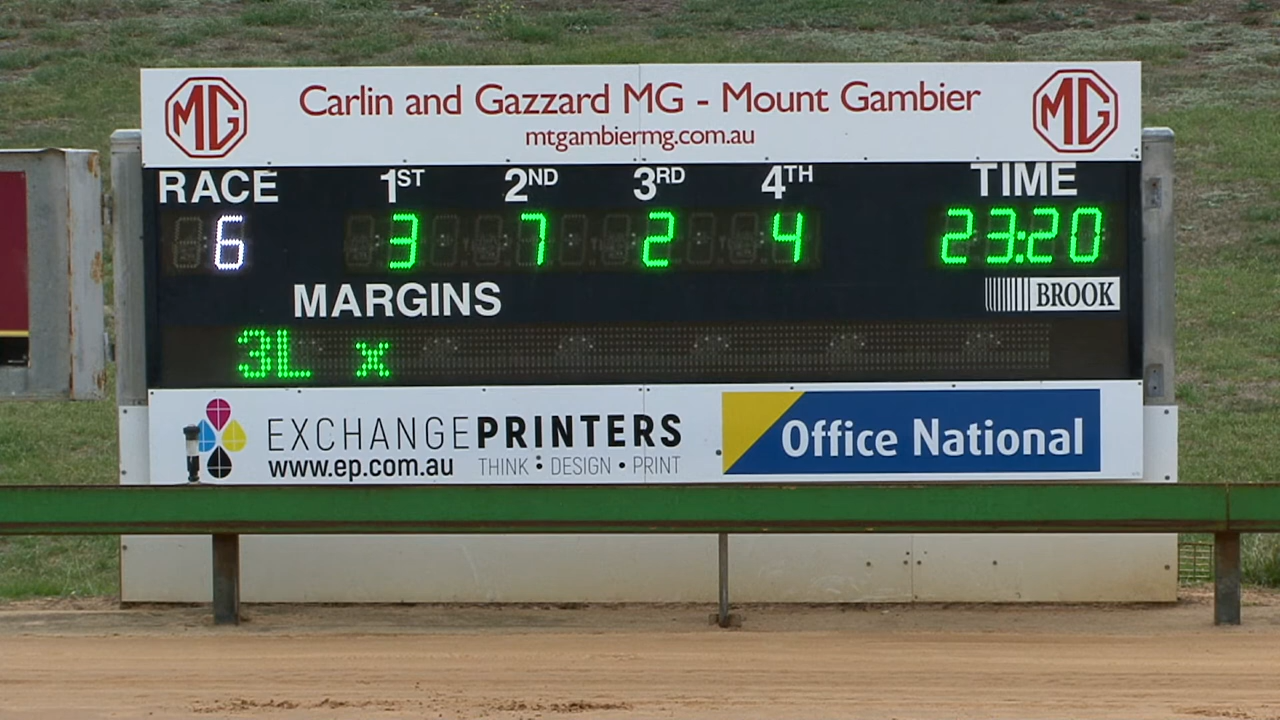 MG Carlin and Gazzard MG - Mount Gambier MG
mtgambiermg.com.au
RACE 1ST 2ND 3RD 4TH TIME
6 3 7 2 4 23:20
MARGINS BROOK
3L x
EXCHANGEPRINTERS
www.ep.com.au THINK : DESIGN • PRINT
Office National